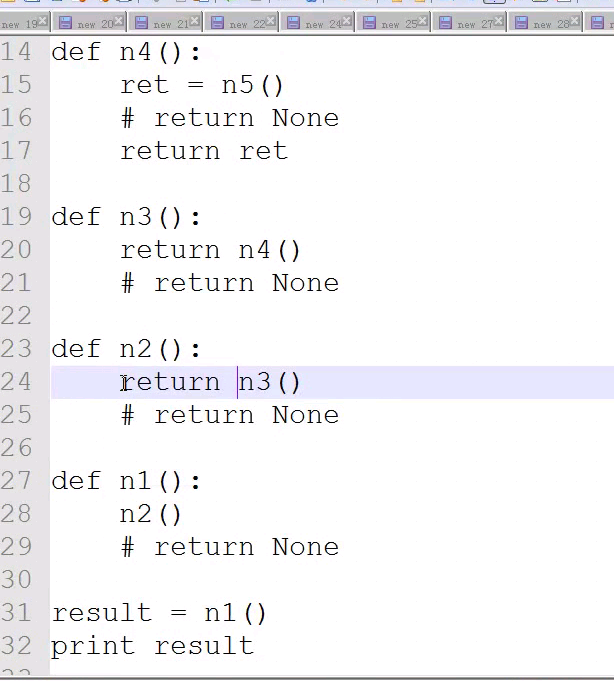 new 19 new 20 new 21 new 22 new 24 new 25 new 27 new 28
14 def n4():
15 ret = n5()
16 # return None
17 return ret
18
19 def n3():
20 return n4()
21 # return None
22
23 def n2():
24 return n3()
25 # return None
26
27 def n1():
28 n2()
29 # return None
30
31 result = n1()
32 print result